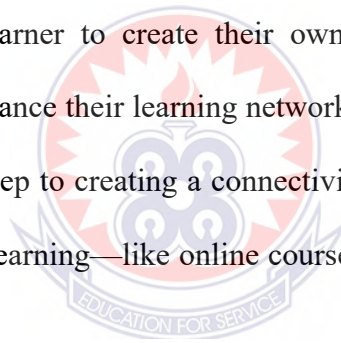 arner to create their own
ance their learning network
ep to creating a connectivi
earning—like online course
EDUCATION FOR SERVICE